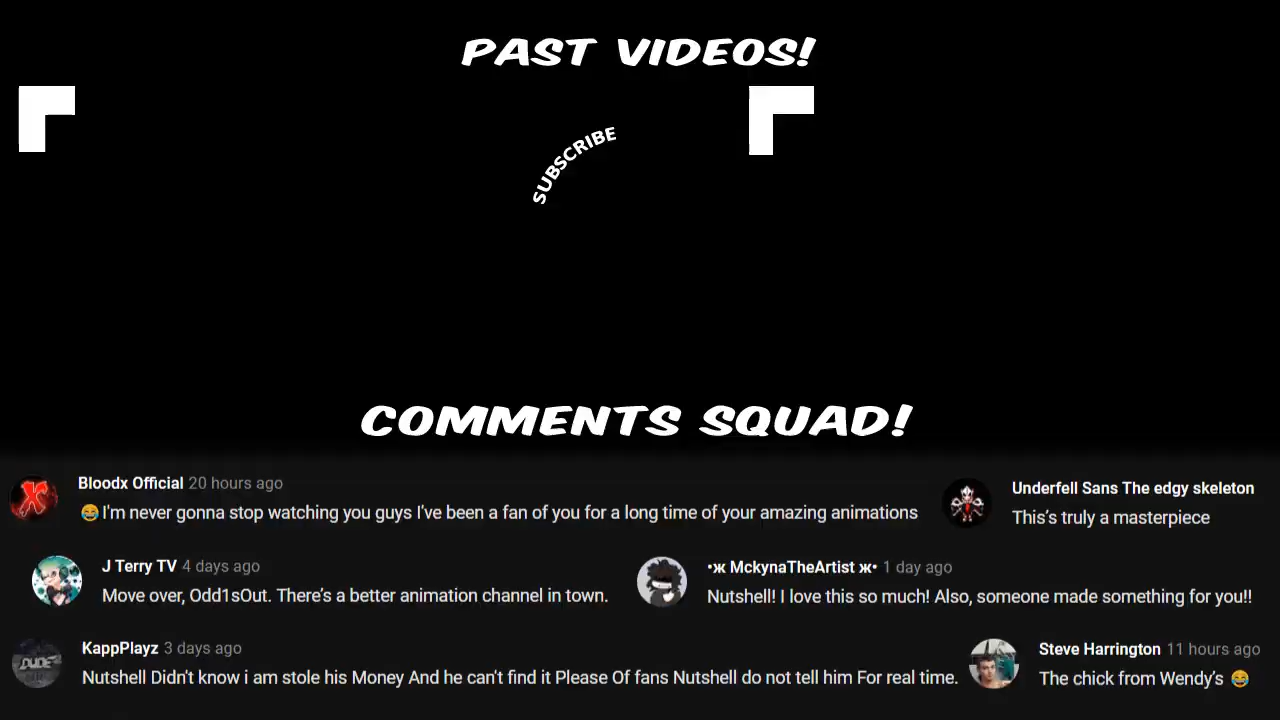 PAST VIDEOS!
SUBSCRIBE
COMMENTS SQUAD!
Bloodx Official 20 hours ago
😂I'm never gonna stop watching you guys I've been a fan of you for a long time of your amazing animations
Underfell Sans The edgy skeleton
This's truly a masterpiece
J Terry TV 4 days ago
Move over, Odd1sOut. There's a better animation channel in town.
•ж MckynaTheArtist ж• 1 day ago
Nutshell! I love this so much! Also, someone made something for you!!
DUDE
KappPlayz 3 days ago
Nutshell Didn't know i am stole his Money And he can't find it Please Of fans Nutshell do not tell him For real time.
Steve Harrington 11 hours ago
The chick from Wendy's 😂